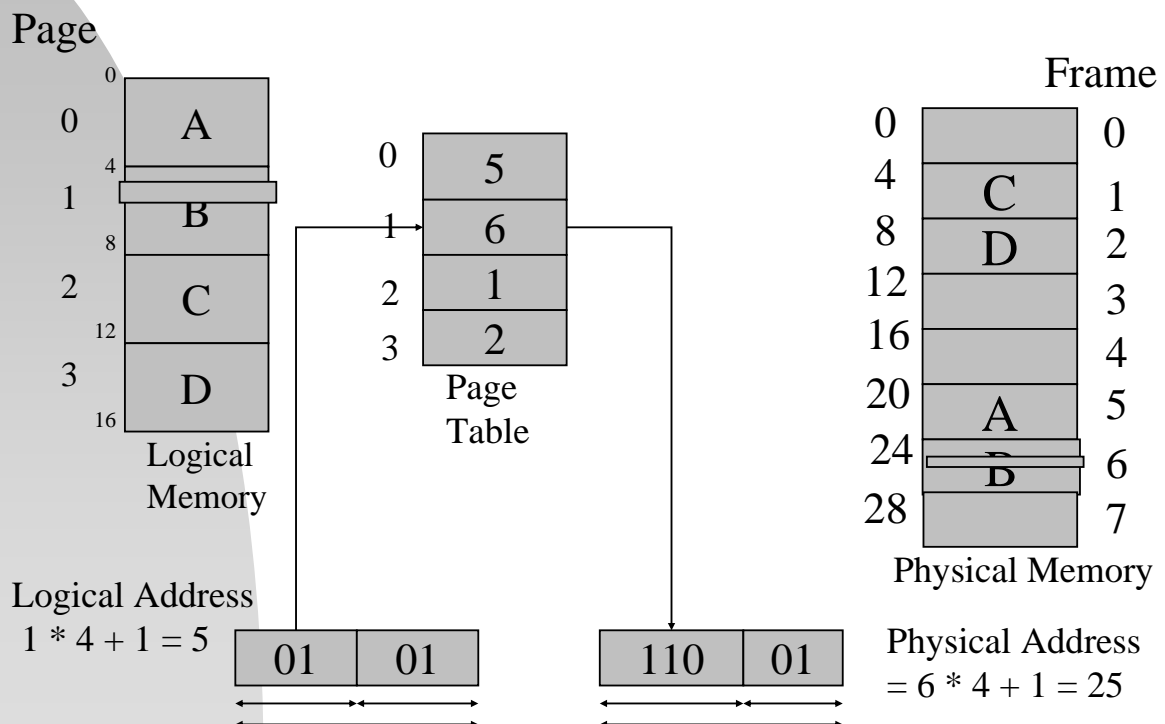 Page
0
0
A
4
1
B
8
2
C
12
3
D
16
Logical
Memory
0
5
1
6
2
1
3
2
Page
Table
Frame
0
0
4
C
1
8
D
2
12
3
16
4
20
A
5
24
B
6
28
7
Physical Memory
Logical Address
1 * 4 + 1 = 5
01
01
110
01
Physical Address
= 6 * 4 + 1 = 25